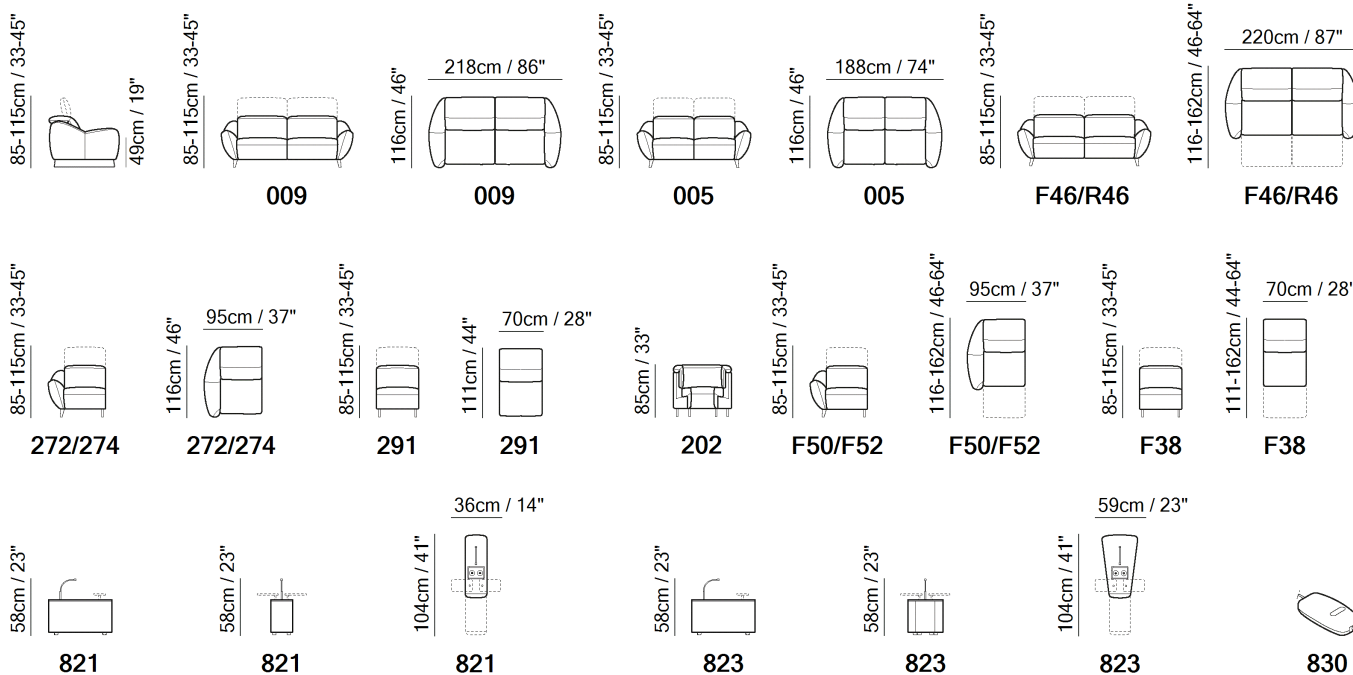 85-115cm / 33-45"
49cm / 19"
85-115cm / 33-45"
009
116cm / 46"
218cm / 86"
009
85-115cm / 33-45"
005
116cm / 46"
188cm / 74"
005
85-115cm / 33-45"
F46/R46
116-162cm / 46-64"
220cm / 87"
F46/R46
85-115cm / 33-45"
272/274
116cm / 46"
95cm / 37"
272/274
85-115cm / 33-45"
291
111cm / 44"
70cm / 28"
291
85cm / 33"
202
85-115cm / 33-45"
F50/F52
116-162cm / 46-64"
95cm / 37"
F50/F52
85-115cm / 33-45"
F38
111-162cm / 44-64"
70cm / 28"
F38
58cm / 23"
821
58cm / 23"
821
104cm / 41"
36cm / 14"
821
58cm / 23"
823
58cm / 23"
823
104cm / 41"
59cm / 23"
823
830